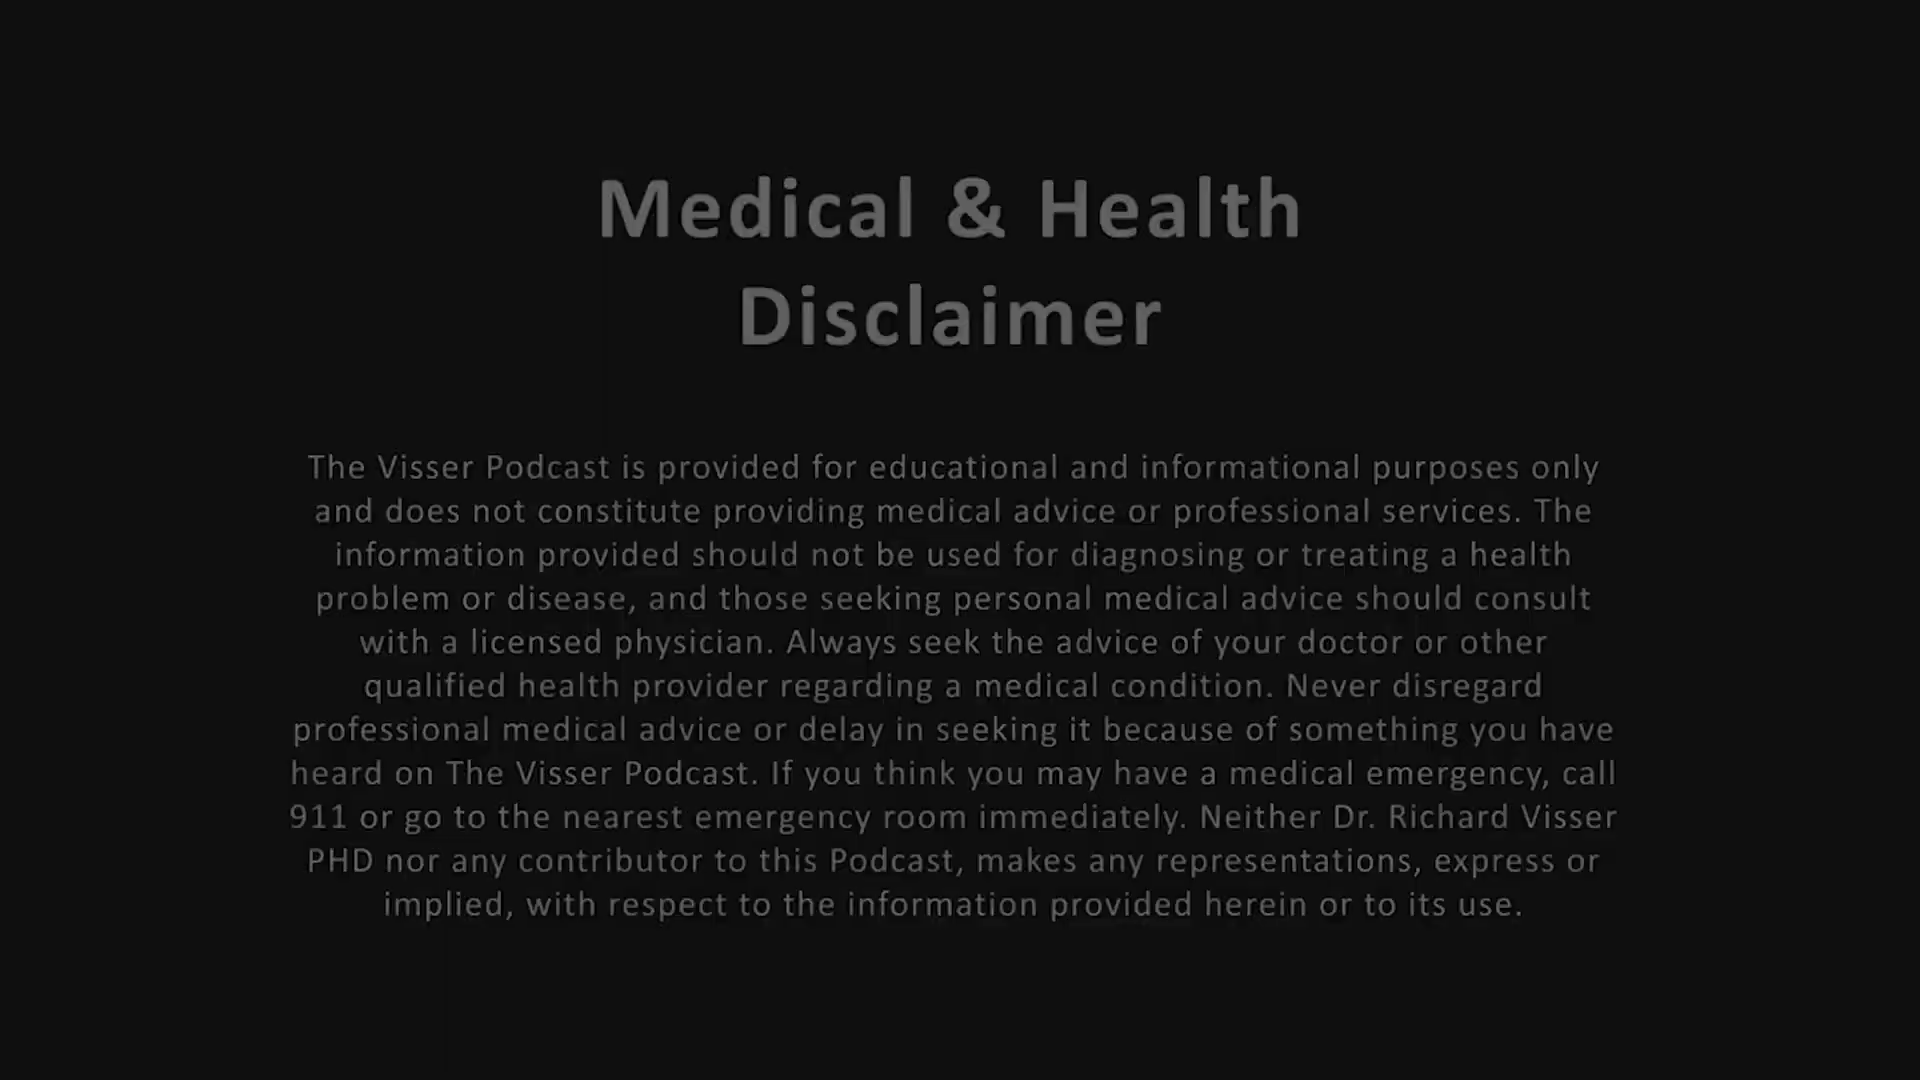 Medical & Health
Disclaimer
The Visser Podcast is provided for educational and informational purposes only
and does not constitute providing medical advice or professional services. The
information provided should not be used for diagnosing or treating a health
problem or disease, and those seeking personal medical advice should consult
with a licensed physician. Always seek the advice of your doctor or other
qualified health provider regarding a medical condition. Never disregard
professional medical advice or delay in seeking it because of something you have
heard on The Visser Podcast. If you think you may have a medical emergency, call
911 or go to the nearest emergency room immediately. Neither Dr. Richard Visser
PHD nor any contributor to this Podcast, makes any representations, express or
implied, with respect to the information provided herein or to its use.